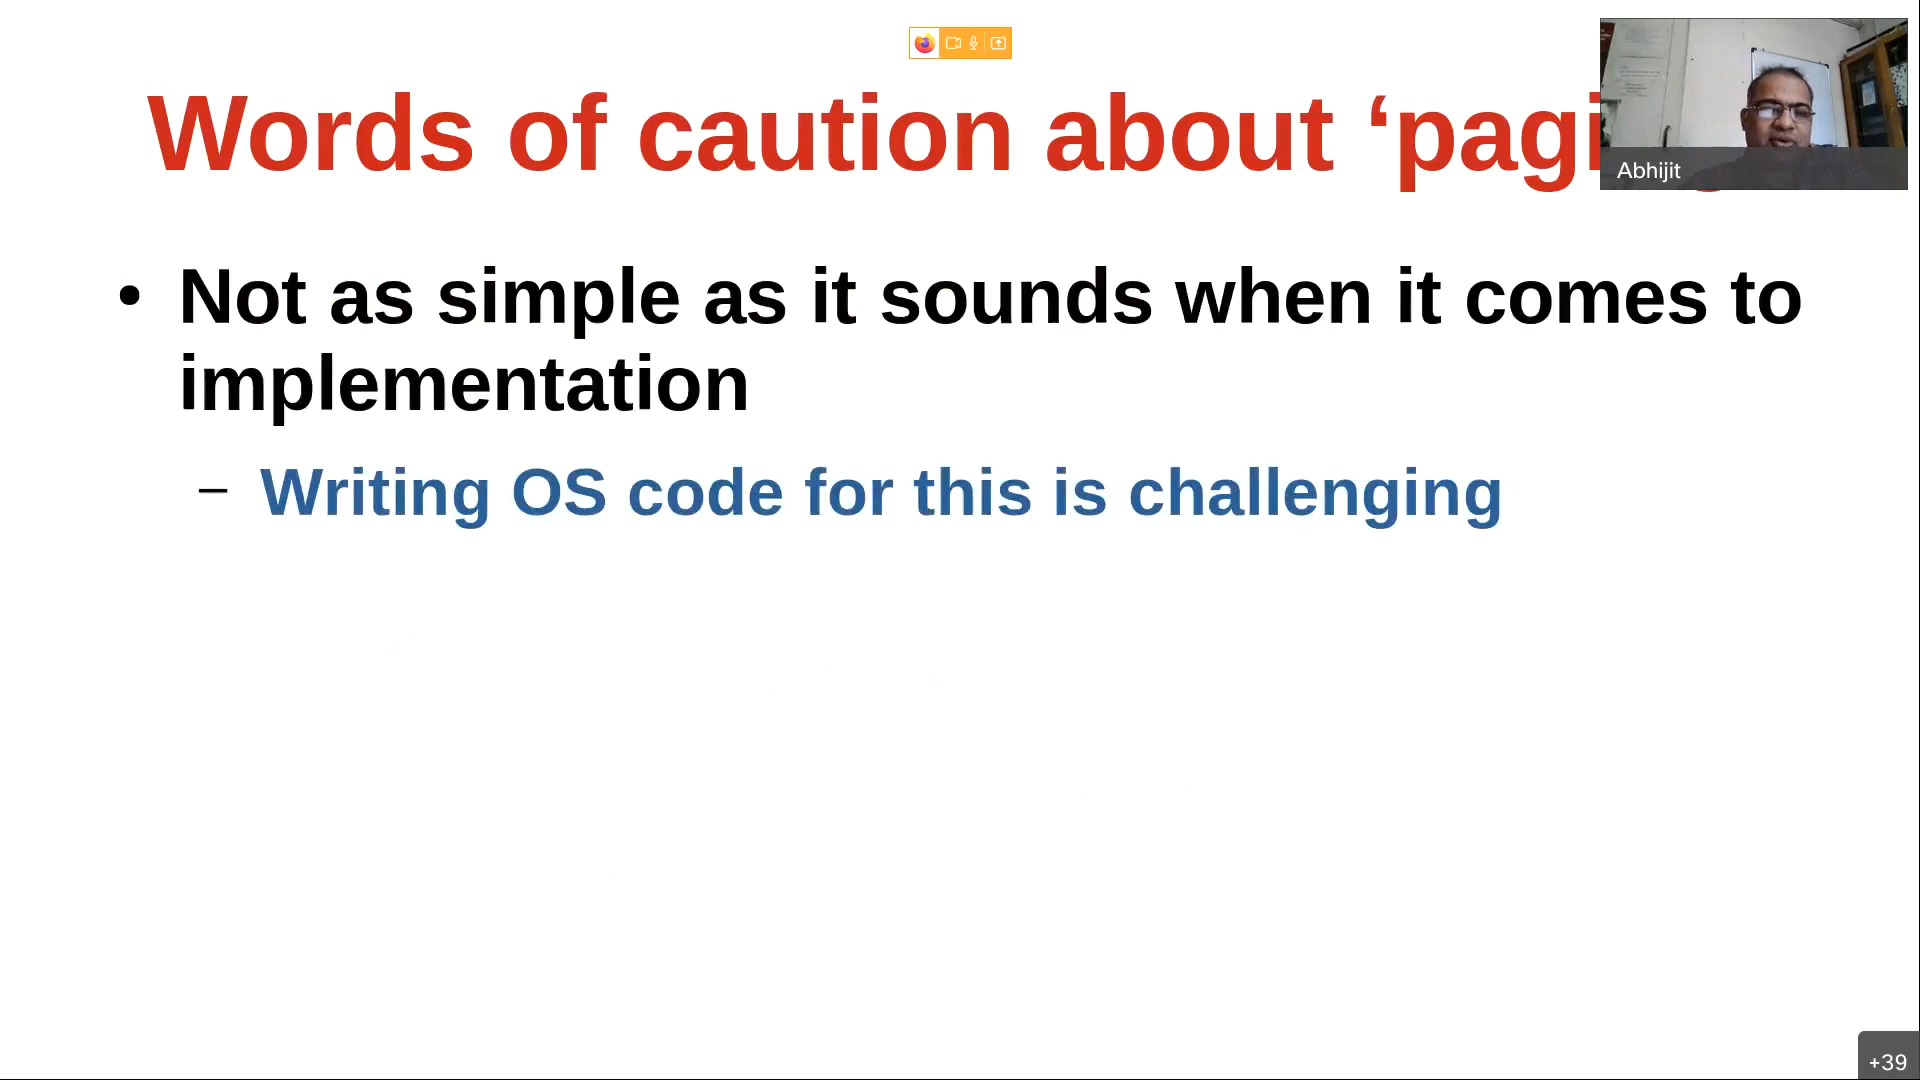 Words of caution about ‘pagi
Abhijit
• Not as simple as it sounds when it comes to
implementation
– Writing OS code for this is challenging
+39